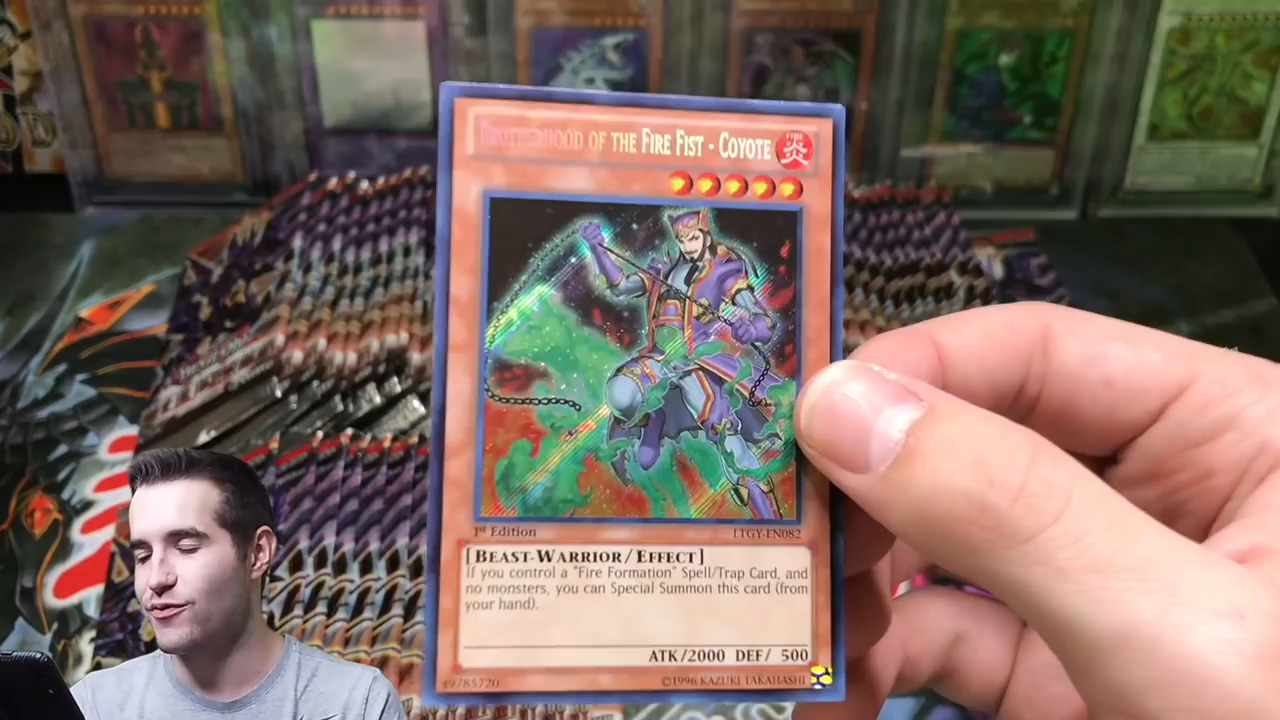 BROTHERHOOD OF THE FIRE FIST - COYOTE
FIRE
炎
1st Edition
LTGY-EN082
[BEAST-WARRIOR/EFFECT]
If you control a "Fire Formation" Spell/Trap Card, and
no monsters, you can Special Summon this card (from
your hand).
ATK/2000 DEF/ 500
49785720
©1996 KAZUKI TAKAHASHI